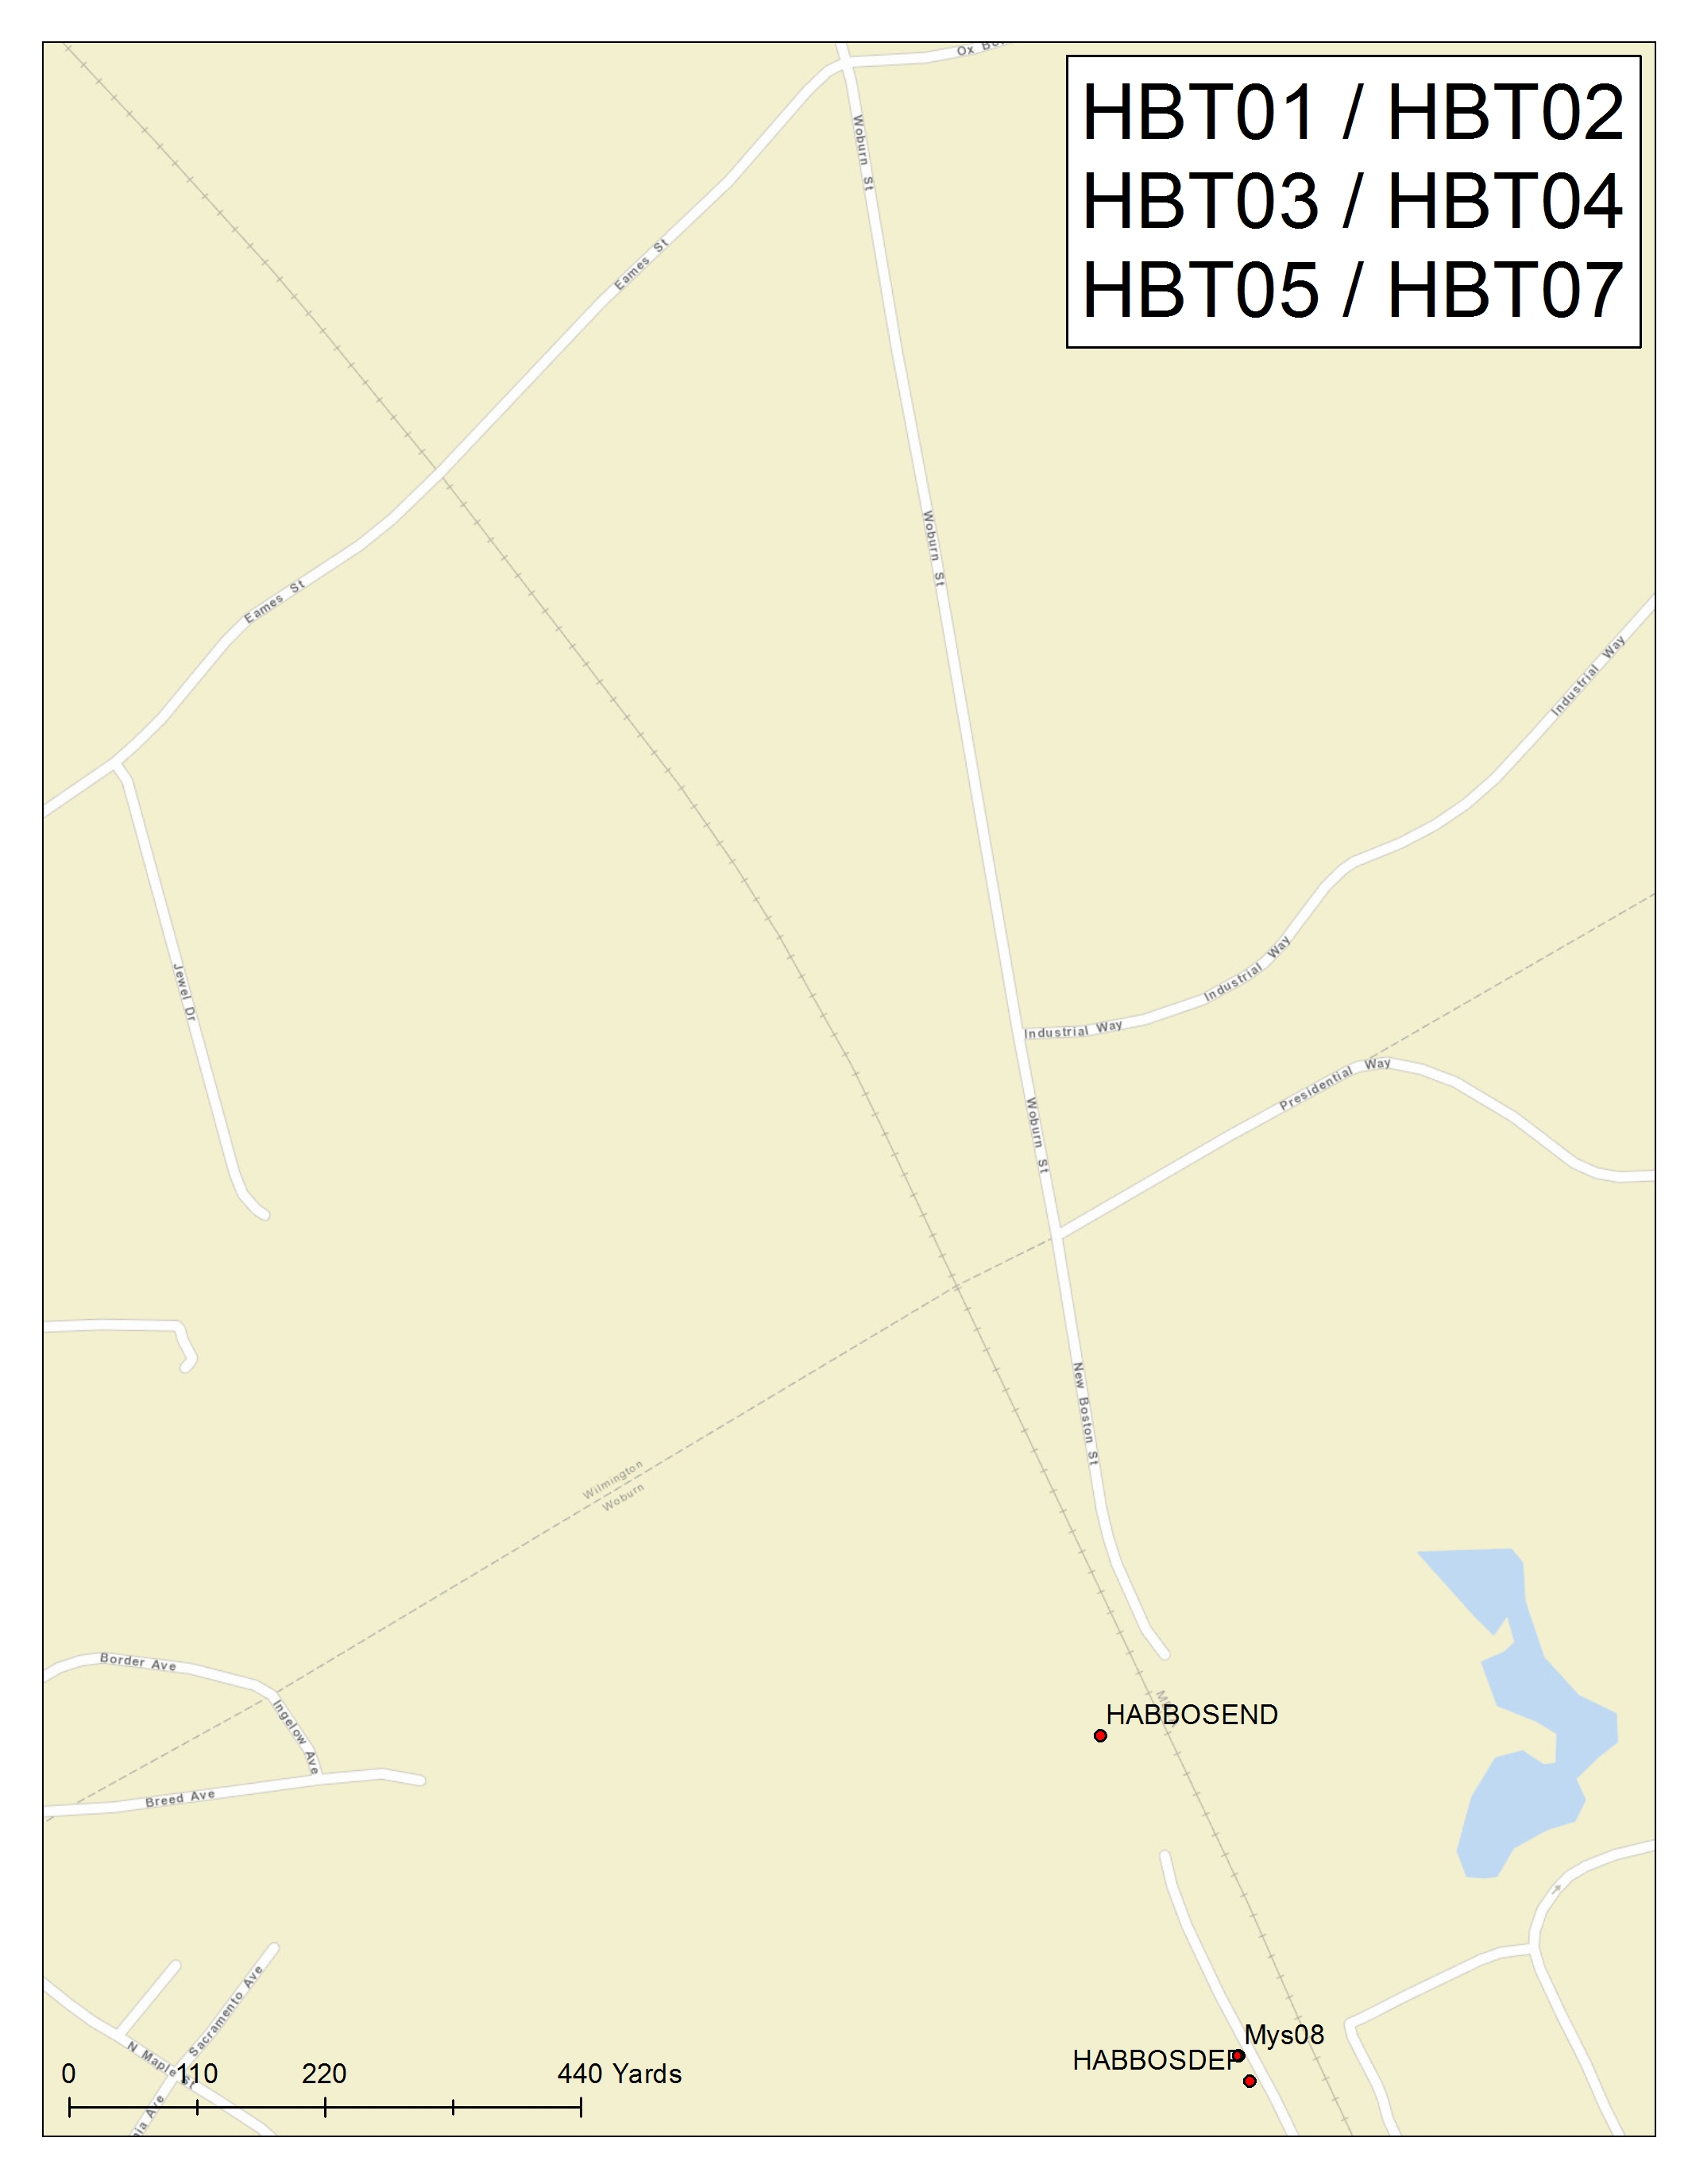 HBT01 / HBT02
HBT03 / HBT04
HBT05 / HBT07
Woburn St
Eames St
Woburn St
Eames St
Industrial Way
Jewel Dr
Industrial Way
Industrial Way
Presidential Way
Woburn St
New Boston St
Wilmington
Woburn
Border Ave
Ingelow Ave
HABBOSEND
Breed Ave
Sacramento Ave
Mys08
N Maple St
HABBOSDEP
0 110 220 440 Yards
Ave